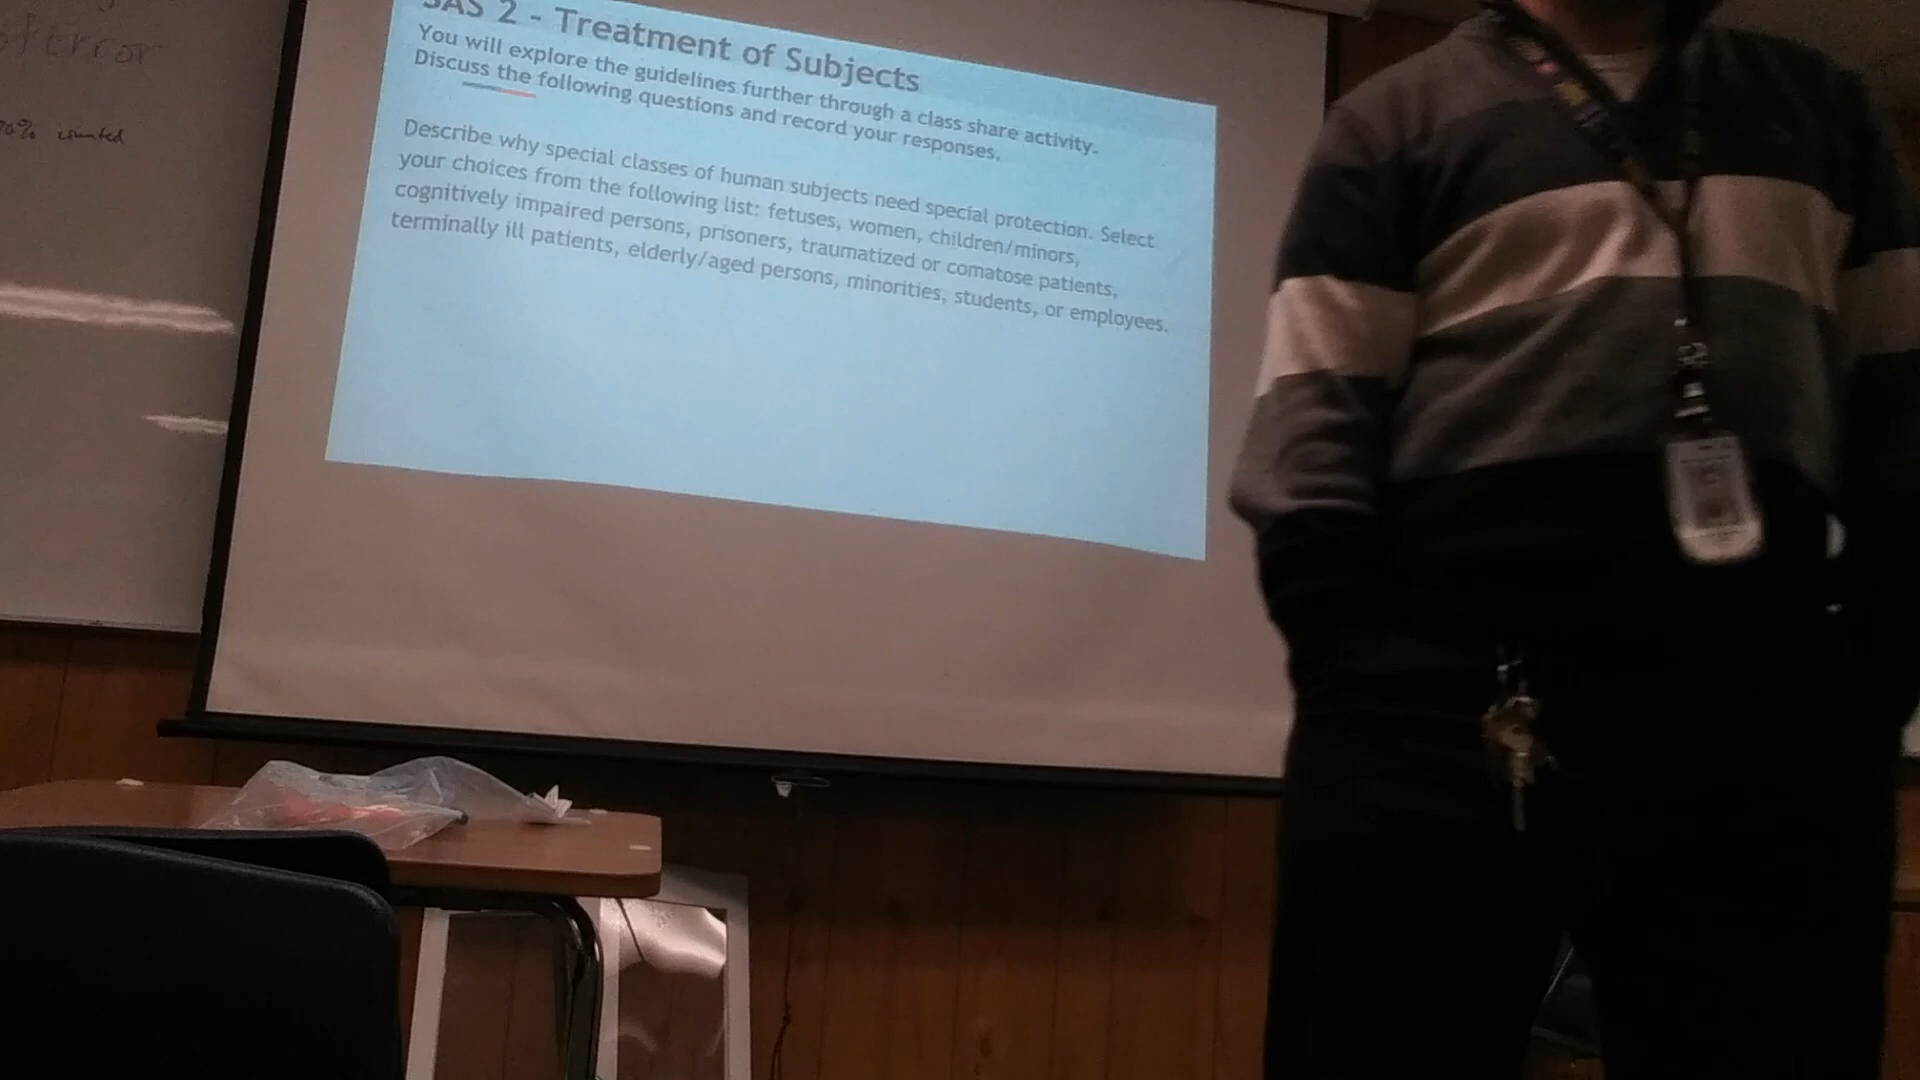 of Error
70% counted
SAS 2 - Treatment of Subjects
You will explore the guidelines further through a class share activity.
Discuss the following questions and record your responses.
Describe why special classes of human subjects need special protection. Select
your choices from the following list: fetuses, women, children/minors,
cognitively impaired persons, prisoners, traumatized or comatose patients,
terminally ill patients, elderly/aged persons, minorities, students, or employees.